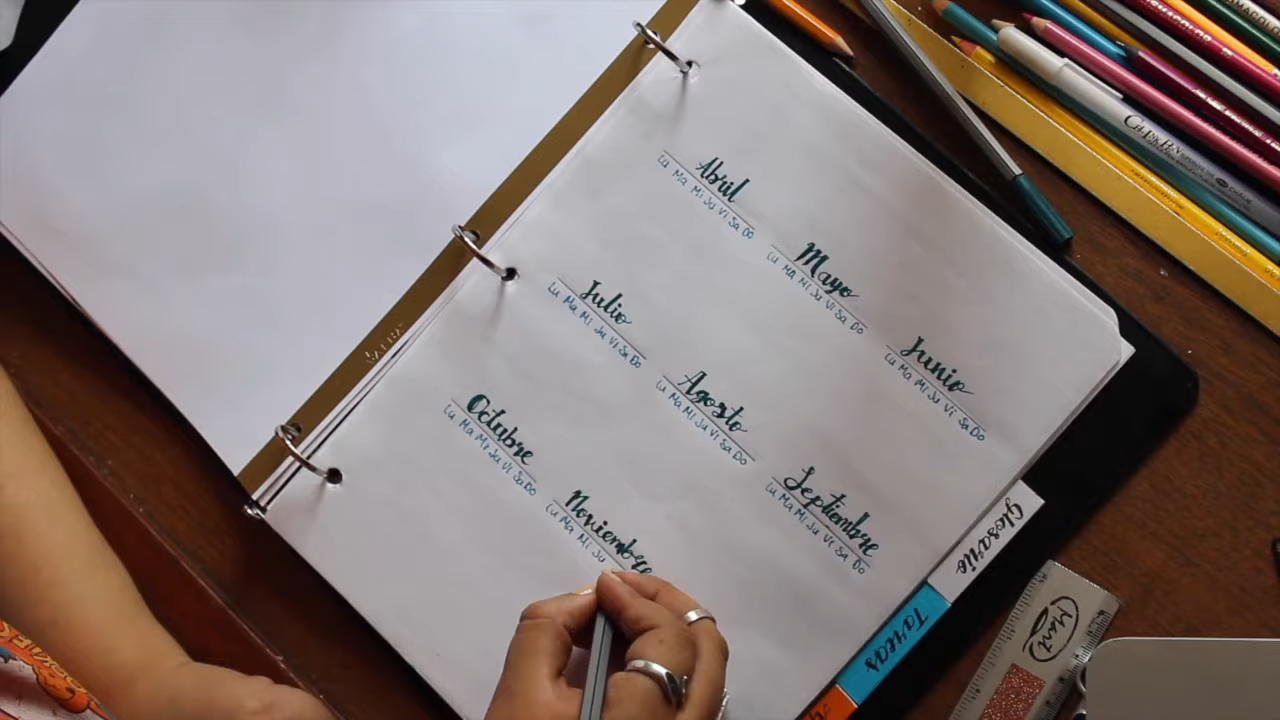 Abril
Lu Ma Mi Ju Vi Sa Do
Mayo
Lu Ma Mi Ju Vi Sa Do
Junio
Lu Ma Mi Ju Vi Sa Do
Julio
Lu Ma Mi Ju Vi Sa Do
Agosto
Lu Ma Mi Ju Vi Sa Do
Septiembre
Lu Ma Mi Ju Vi Sa Do
Octubre
Lu Ma Mi Ju Vi Sa Do
Noviembre
Lu Ma Mi Ju
Glosario
Tareas